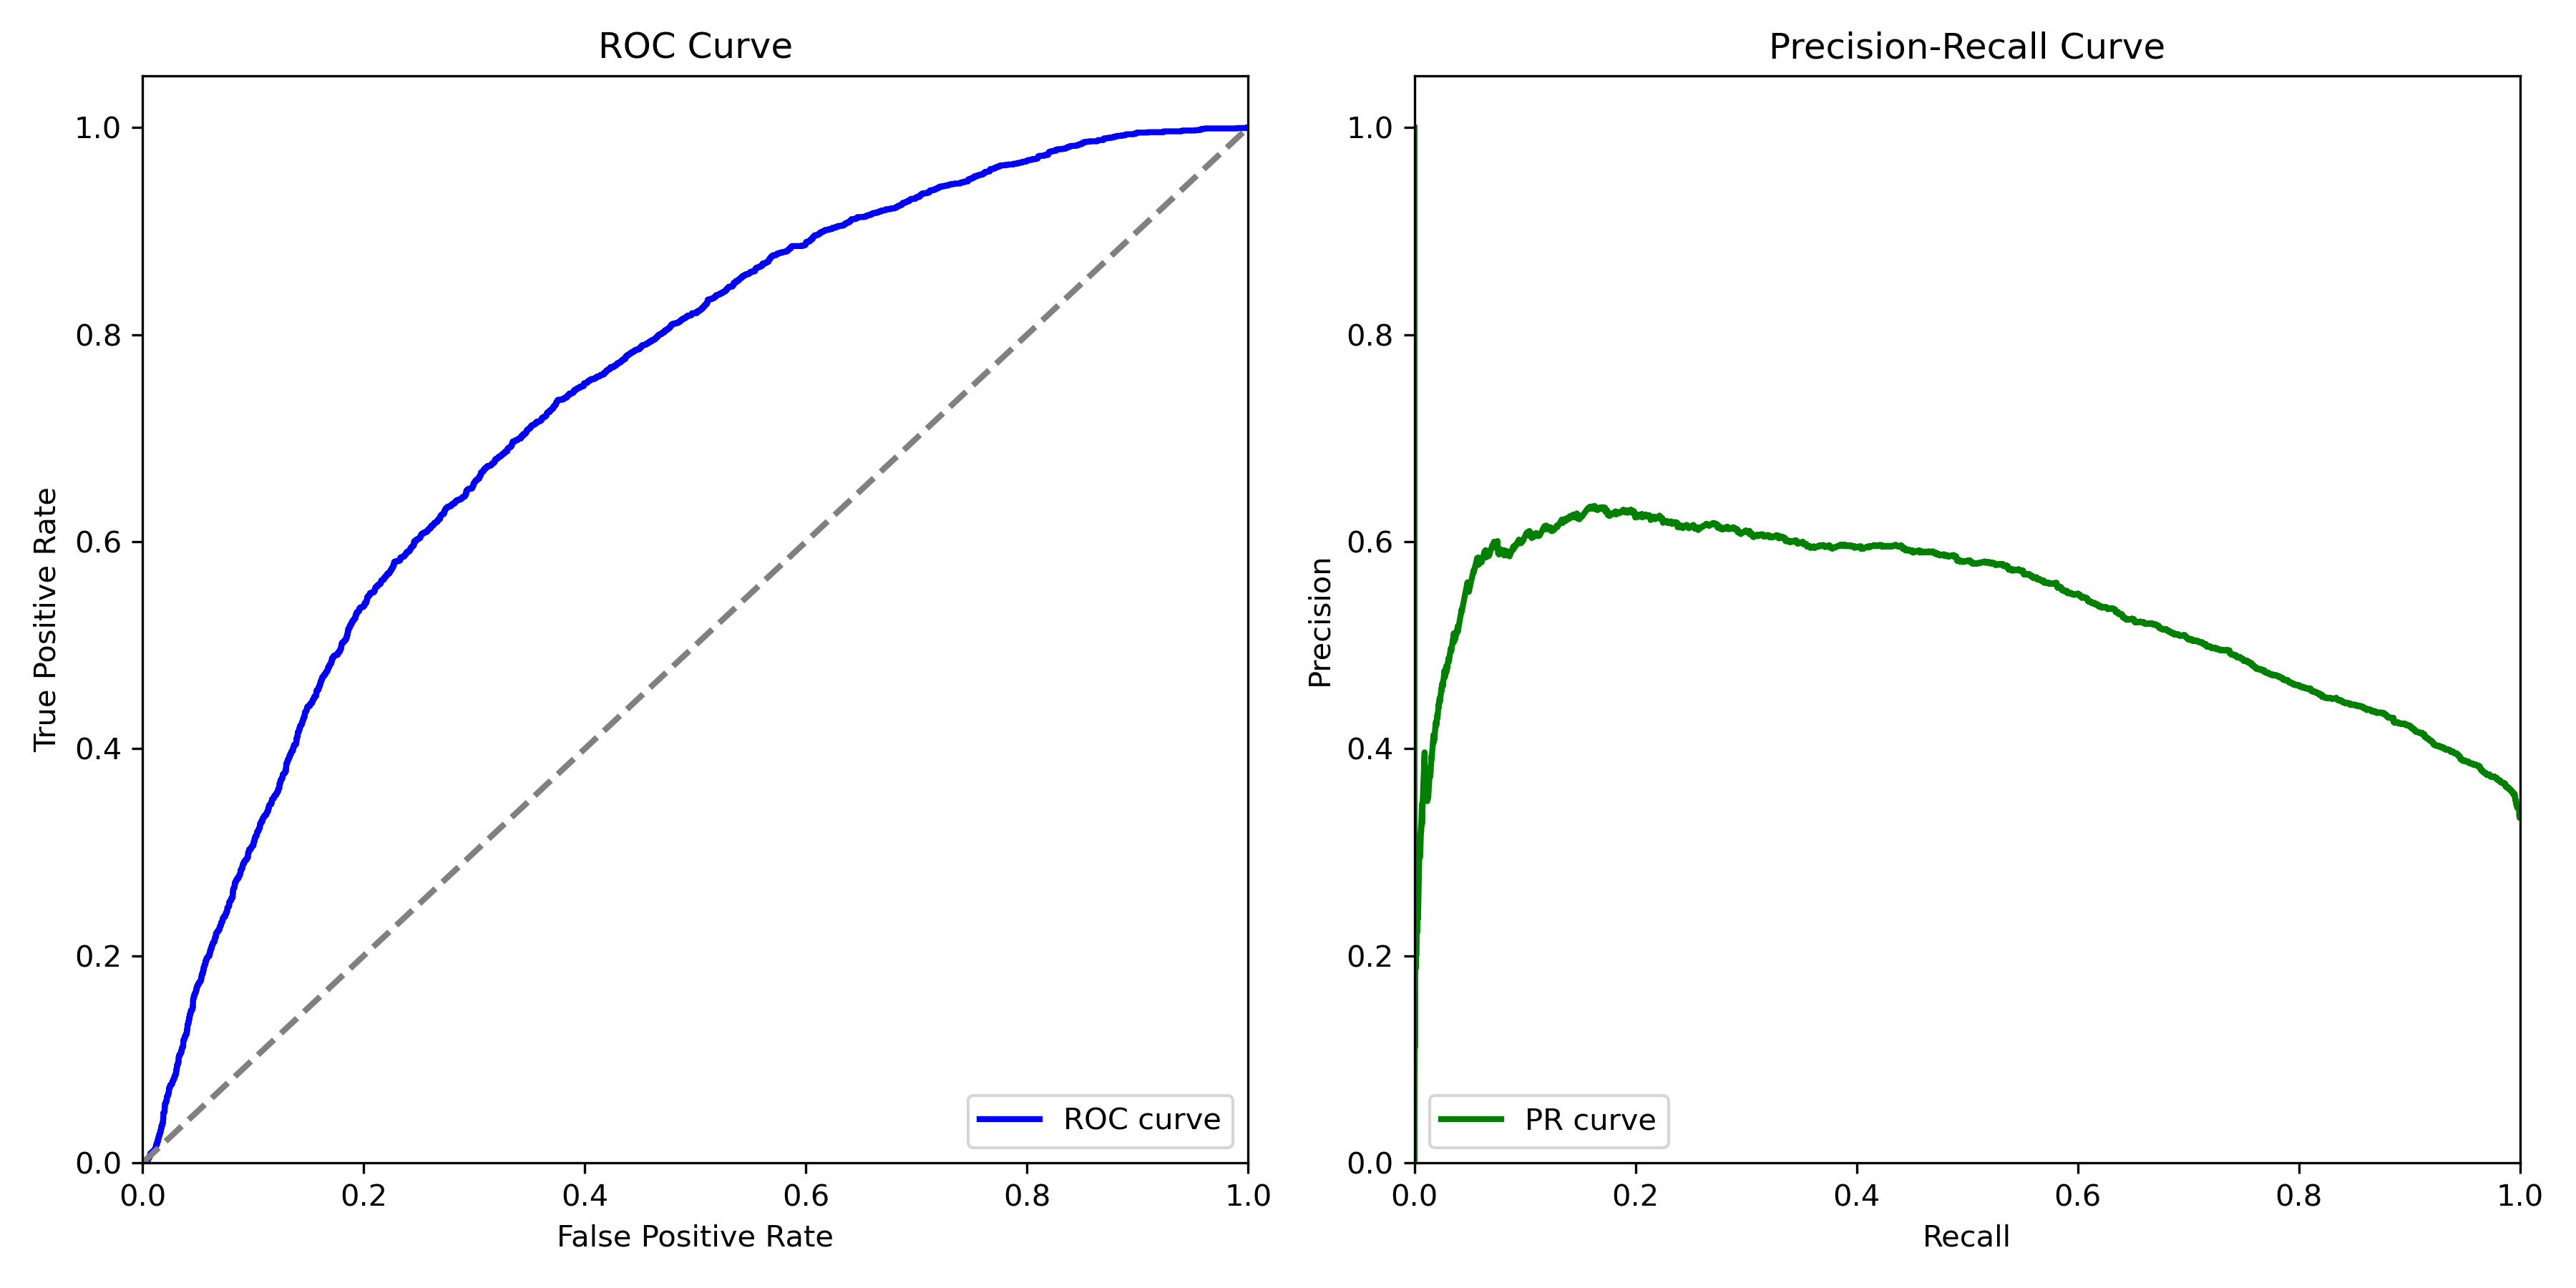 ROC Curve
True Positive Rate
1.0
0.8
0.6
0.4
0.2
0.0
0.0 0.2 0.4 0.6 0.8 1.0
False Positive Rate
ROC curve
Precision-Recall Curve
Precision
1.0
0.8
0.6
0.4
0.2
0.0
0.0 0.2 0.4 0.6 0.8 1.0
Recall
PR curve